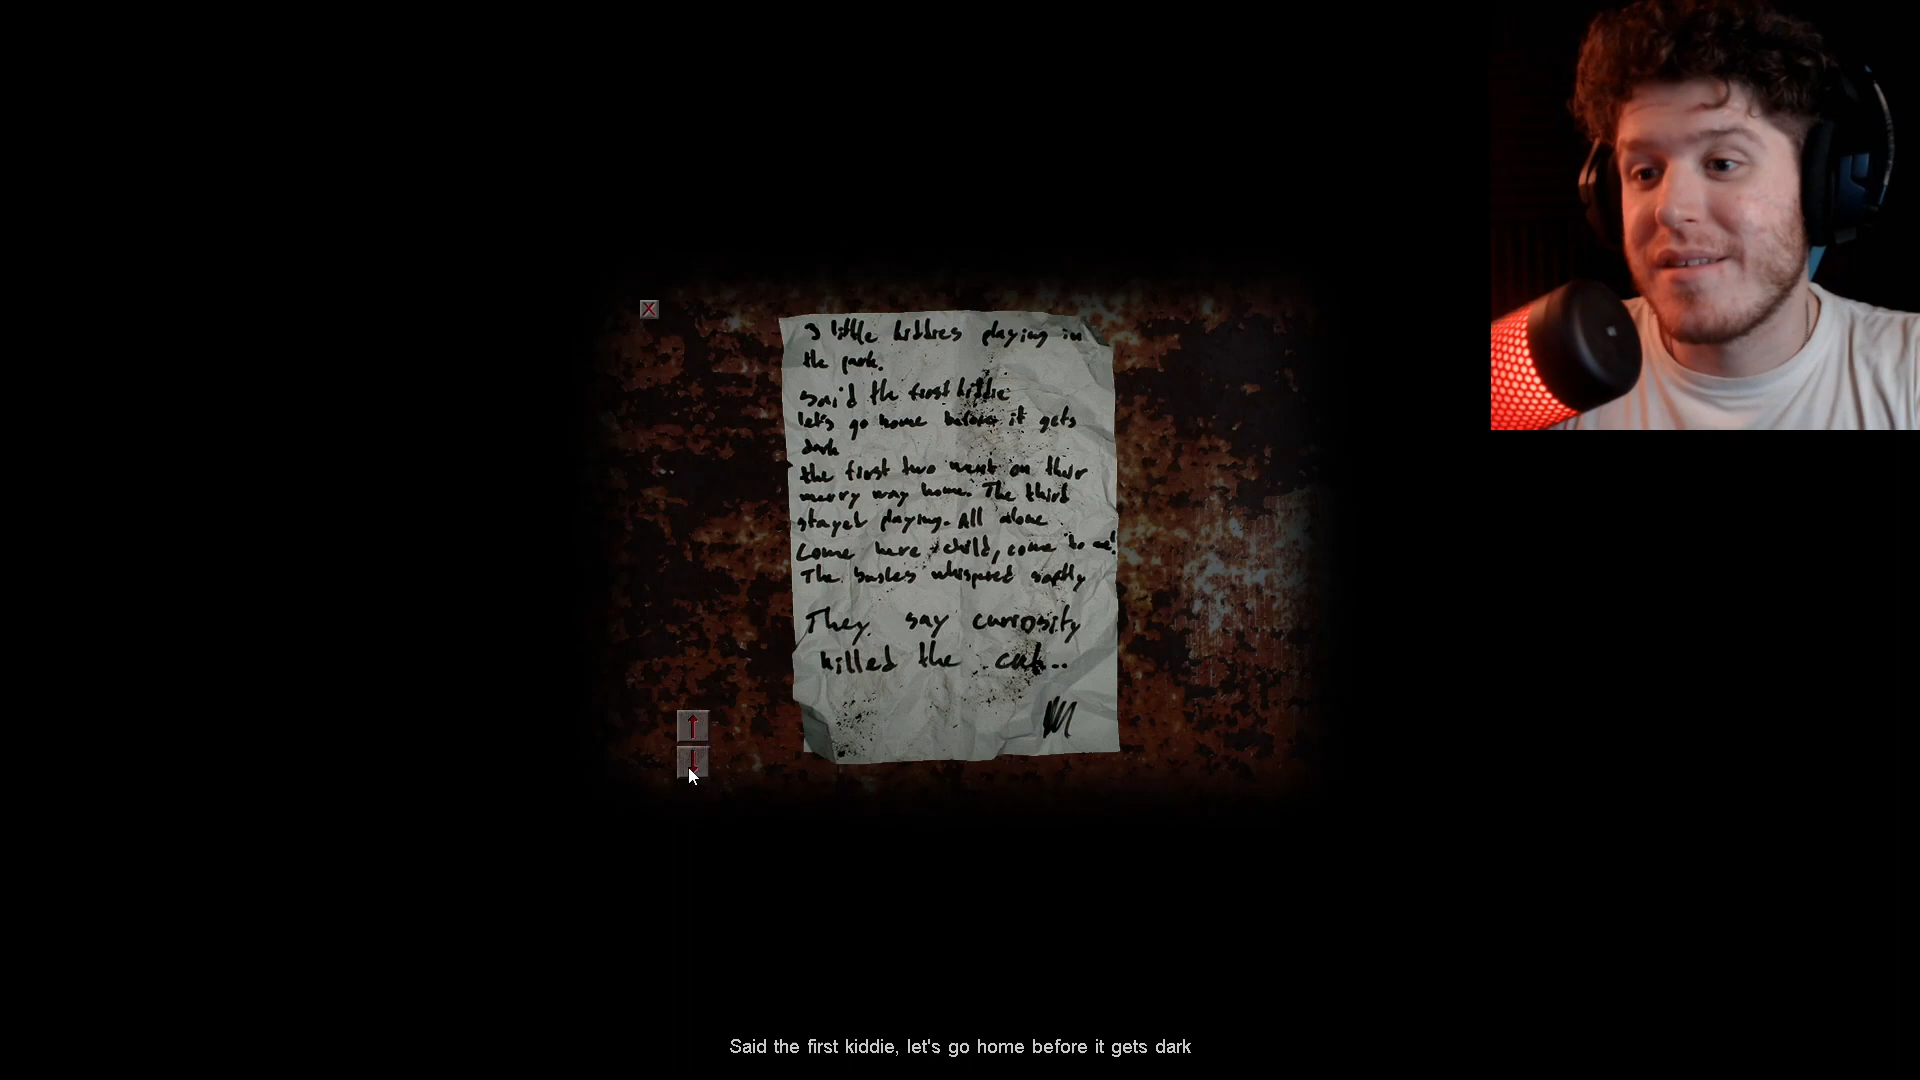 3 little kiddies playing in
the park.
said the first kiddie
let's go home before it gets
dark
the first two went on their
merry way home. The third
stayed playing. All alone
Come here child, come to me!
The bushes whispered softly
They say curiosity
killed the cat...
Said the first kiddie, let's go home before it gets dark